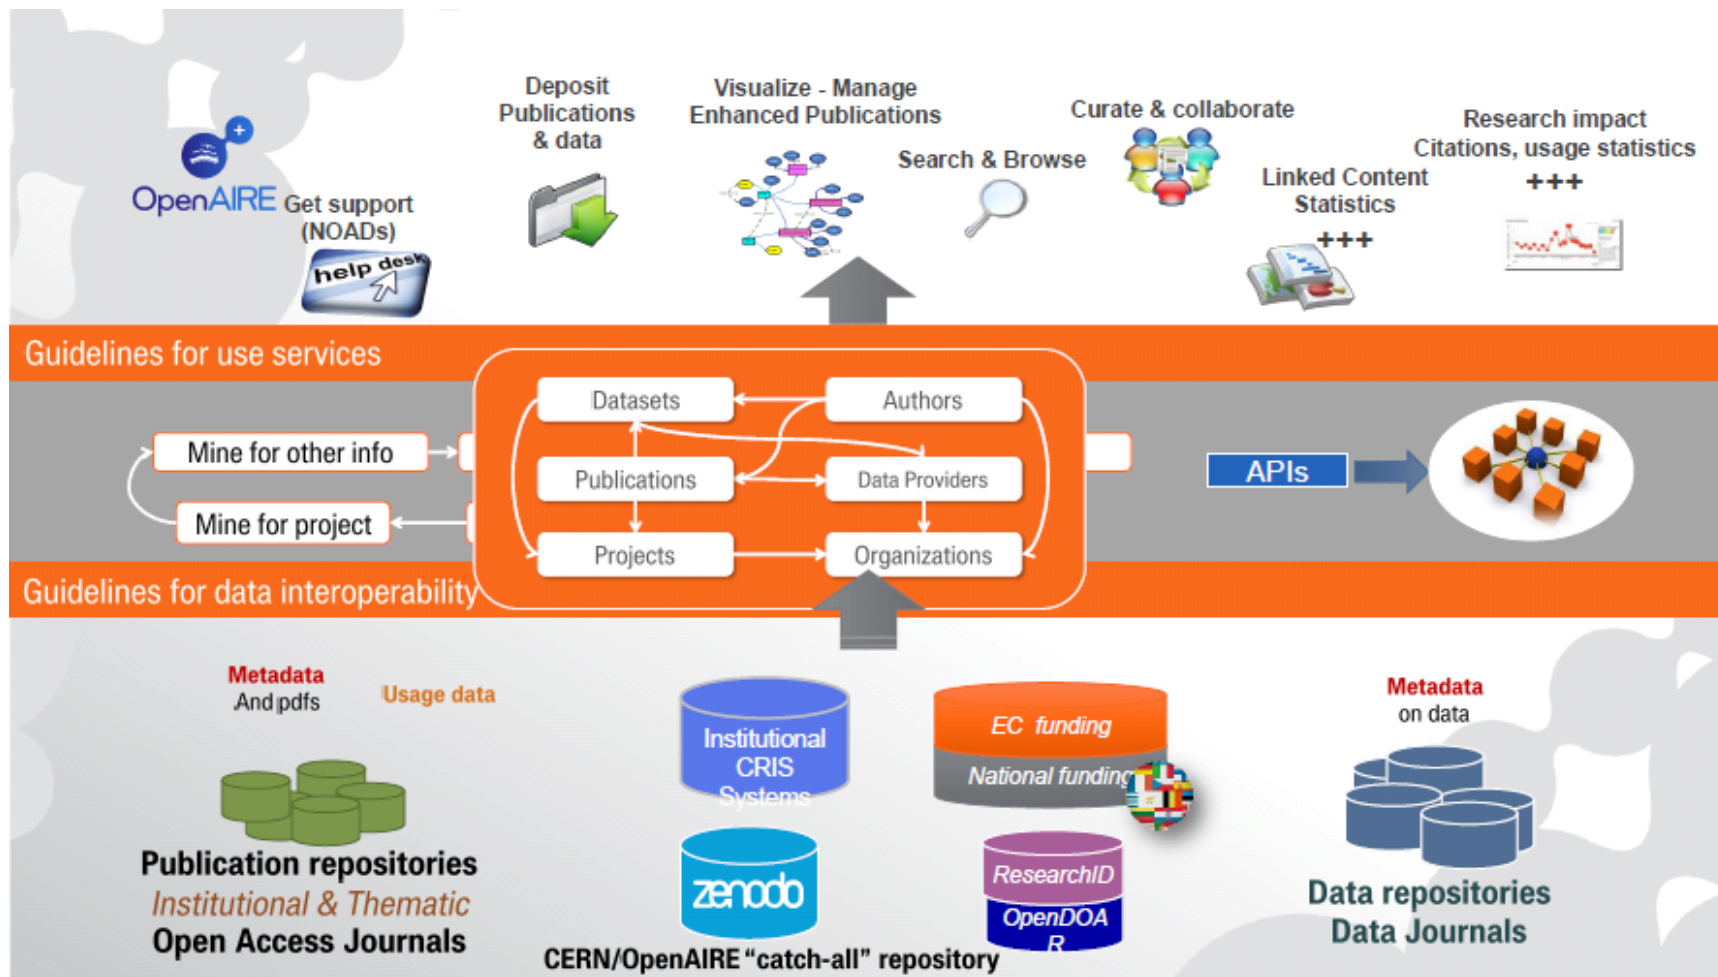 Deposit
Publications
& data
Visualize - Manage
Enhanced Publications
Curate & collaborate
Search & Browse
Research impact
Citations, usage statistics
+++
Linked Content
Statistics
+++
OpenAIRE
Get support
(NOADs)
help desk
Guidelines for use services
Datasets
Authors
Mine for other info
Publications
Data Providers
APIs
Mine for project
Projects
Organizations
Guidelines for data interoperability
Metadata
And pdfs
Usage data
Institutional
CRIS
Systems
EC funding
National funding
Metadata
on data
Publication repositories
Institutional & Thematic
Open Access Journals
zenodo
CERN/OpenAIRE "catch-all" repository
ResearchID
OpenDOA
R
Data repositories
Data Journals